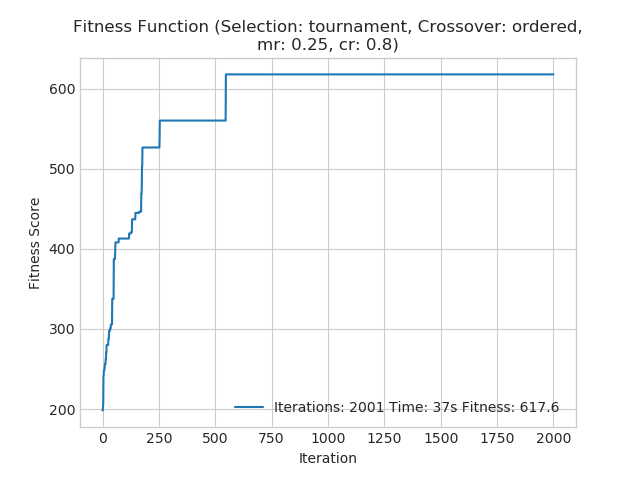 Fitness Function (Selection: tournament, Crossover: ordered,
mr: 0.25, cr: 0.8)
600
500
400
300
200
Fitness Score
Iterations: 2001 Time: 37s Fitness: 617.6
0 250 500 750 1000 1250 1500 1750 2000
Iteration